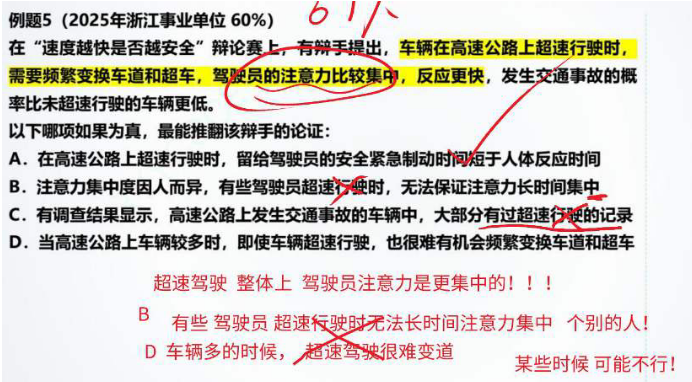 例题5（2025年浙江事业单位 60%）
在“速度越快是否越安全”辩论赛上，有辩手提出，车辆在高速公路上超速行驶时，
需要频繁变换车道和超车，驾驶员的注意力比较集中，反应更快，发生交通事故的概
率比未超速行驶的车辆更低。
以下哪项如果为真，最能推翻该辩手的论证：
A．在高速公路上超速行驶时，留给驾驶员的安全紧急制动时间短于人体反应时间
B．注意力集中度因人而异，有些驾驶员超速行驶时，无法保证注意力长时间集中
C．有调查结果显示，高速公路上发生交通事故的车辆中，大部分有过超速行驶的记录
D．当高速公路上车辆较多时，即使车辆超速行驶，也很难有机会频繁变换车道和超车
超速驾驶 整体上 驾驶员注意力是更集中的！！！
B 有些 驾驶员 超速行驶时无法长时间注意力集中 个别的人！
D 车辆多的时候， 超速驾驶很难变道
某些时候 可能不行！